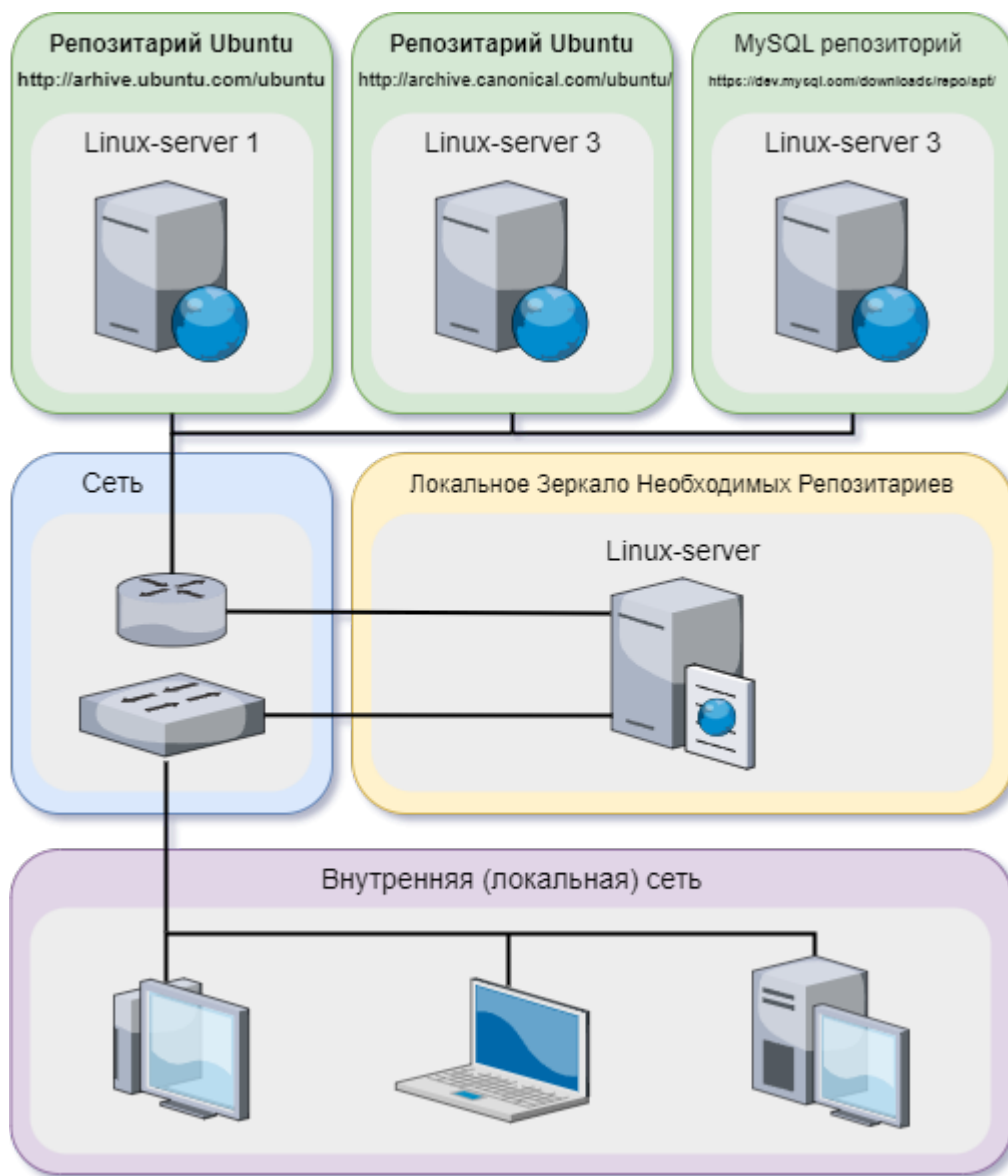 Репозитарий Ubuntu
http://arhive.ubuntu.com/ubuntu
Linux-server 1
Репозитарий Ubuntu
http://archive.canonical.com/ubuntu/
Linux-server 3
MySQL репозиторий
https://dev.mysql.com/downloads/repo/apt/
Linux-server 3
Сеть
Локальное Зеркало Необходимых Репозитариев
Linux-server
Внутренняя (локальная) сеть